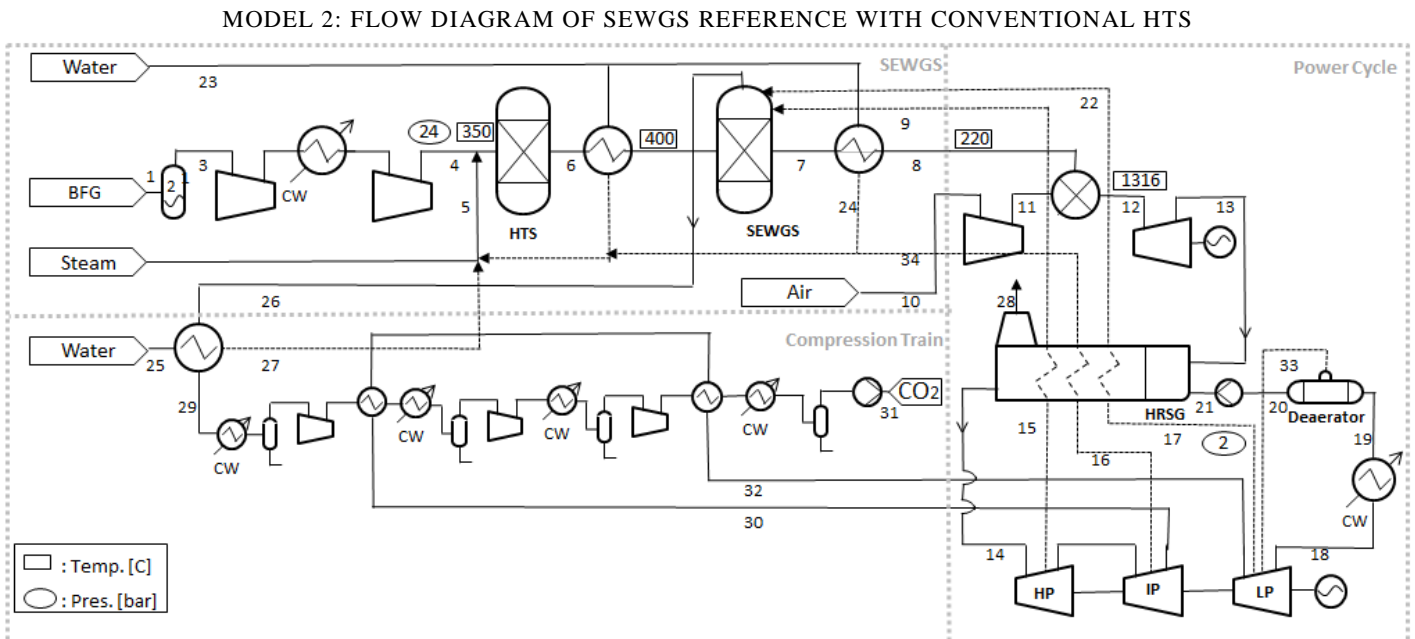 MODEL 2: FLOW DIAGRAM OF SEWGS REFERENCE WITH CONVENTIONAL HTS
Water
23
SEWGS
Power Cycle
22
24 350
400
9
220
1 2 1
3
4
6
7
8
1316
BFG
CW
5
HTS
SEWGS
24
11
12
13
Steam
34
26
Air
10
28
Water
25
27
Compression Train
33
29
CW
CW
CW
CW
CO2
31
HRSG
21
20
Deaerator
15
17
2
19
16
32
CW
30
14
18
: Temp. [C]
: Pres. [bar]
HP
IP
LP